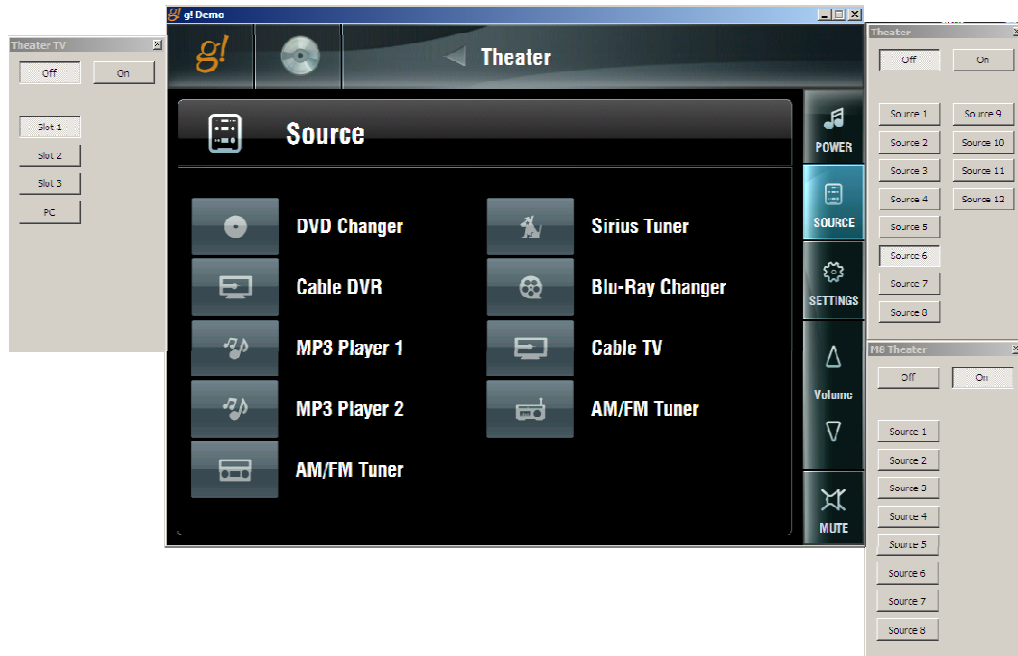 g! Demo
Theater TV
Off On
Slot 1
Slot 2
Slot 3
PC
g!
Theater
Source
DVD Changer
Cable DVR
MP3 Player 1
MP3 Player 2
AM/FM Tuner
Sirius Tuner
Blu-Ray Changer
Cable TV
AM/FM Tuner
POWER
SOURCE
SETTINGS
Volume
MUTE
Theater
Off On
Source 1 Source 9
Source 2 Source 10
Source 3 Source 11
Source 4 Source 12
Source 5
Source 6
Source 7
Source 8
M8 Theater
Off On
Source 1
Source 2
Source 3
Source 4
Source 5
Source 6
Source 7
Source 8